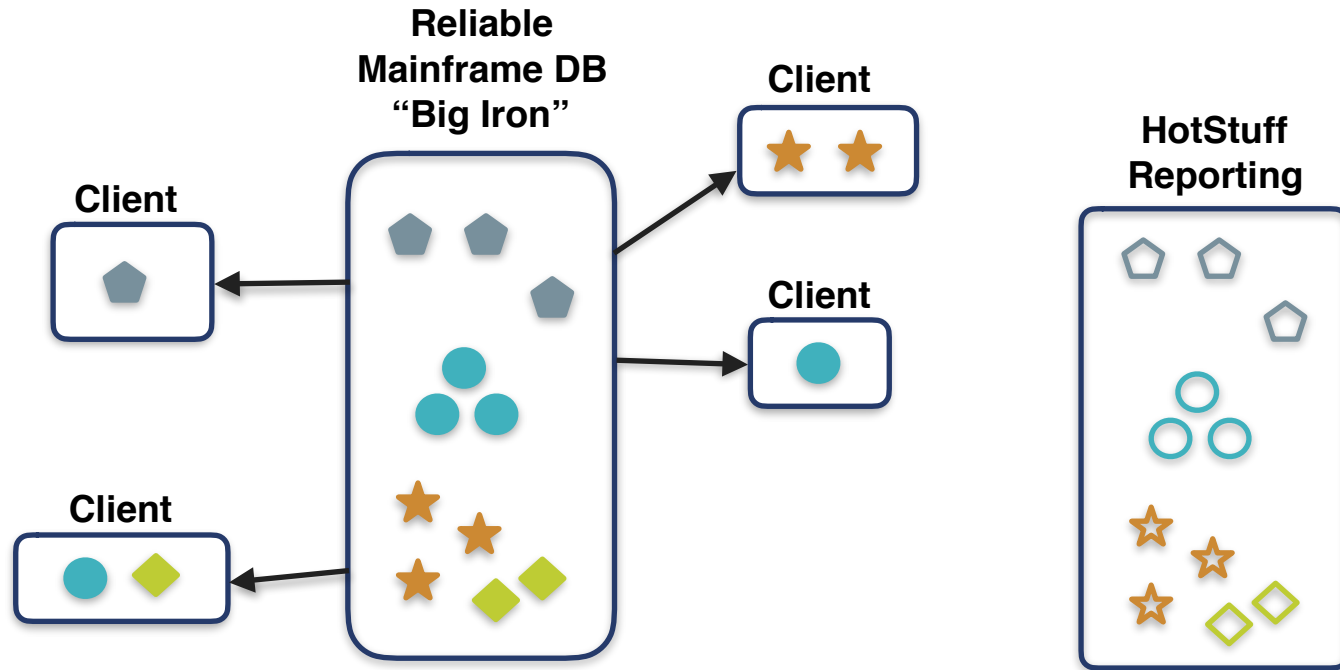 Reliable
Mainframe DB
“Big Iron”
Client
HotStuff
Reporting
Client
Client
Client